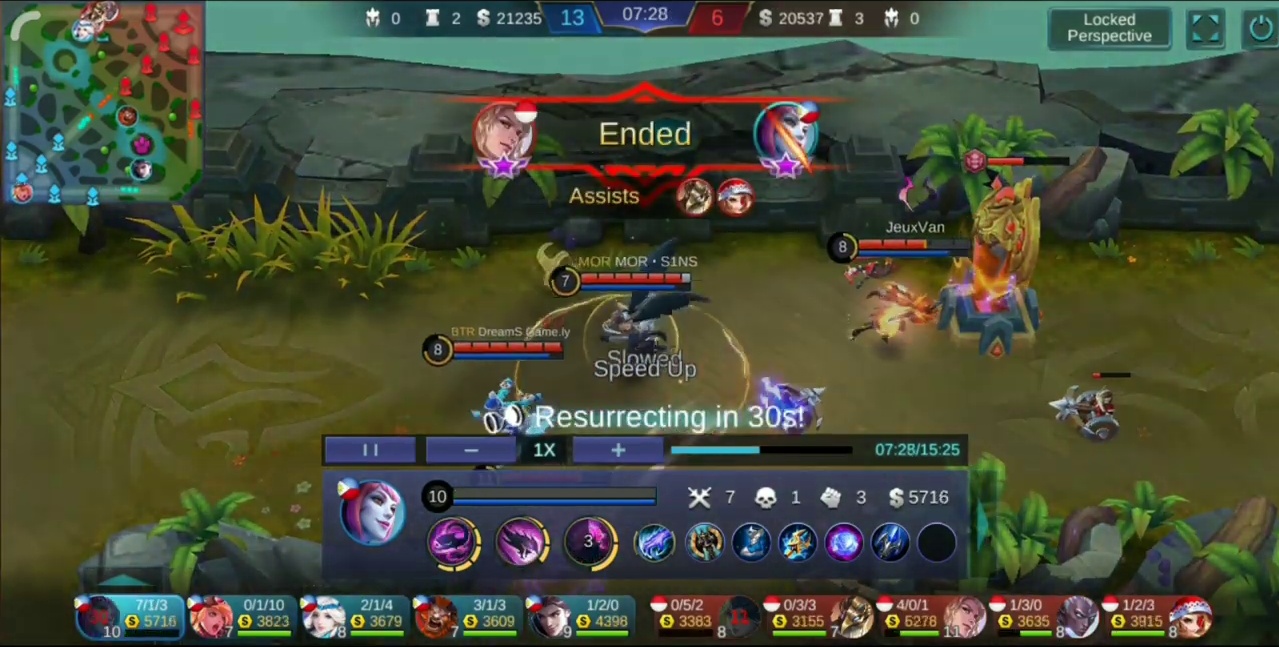 0 2 $ 21235 13 07:28 6 $ 20537 3 0
Locked
Perspective
Ended
Assists
JeuxVan
8
MOR MOR • S1NS
7
BTR DreamS Game.ly
8
Slowed
Speed Up
Resurrecting in 30s!
1X
07:28/15:25
10
7 1 3 $5716
3
7/1/3 0/1/10 2/1/4 3/1/3 1/2/0 0/5/2 0/3/3 4/0/1 1/3/0 1/2/3
5716 3823 3679 3609 4398 3383 3155 5278 3635 3915
10 7 8 7 9 8 11 7 11 8 8